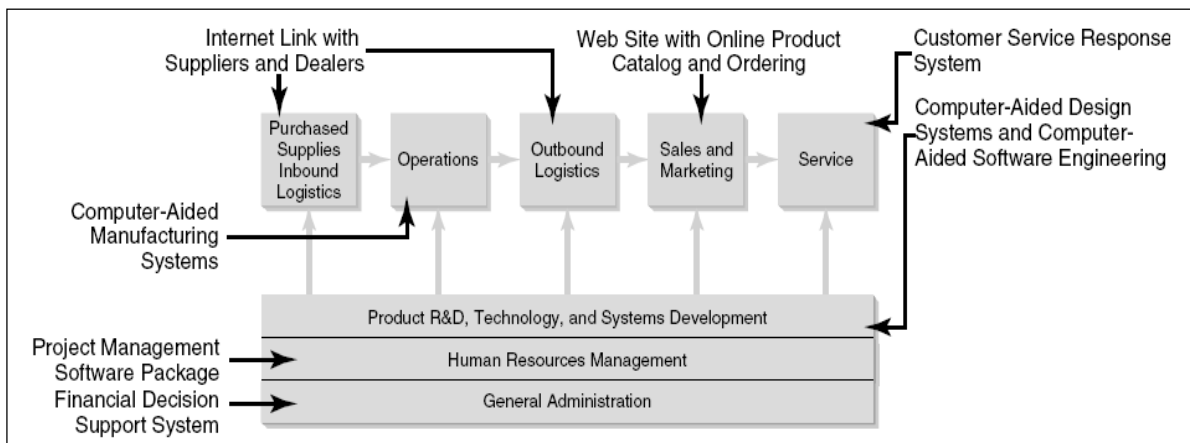 Internet Link with
Suppliers and Dealers
Web Site with Online Product
Catalog and Ordering
Customer Service Response
System
Computer-Aided Design
Systems and Computer-
Aided Software Engineering
Purchased
Supplies
Inbound
Logistics
Operations
Outbound
Logistics
Sales and
Marketing
Service
Computer-Aided
Manufacturing
Systems
Product R&D, Technology, and Systems Development
Project Management
Software Package
Human Resources Management
Financial Decision
Support System
General Administration